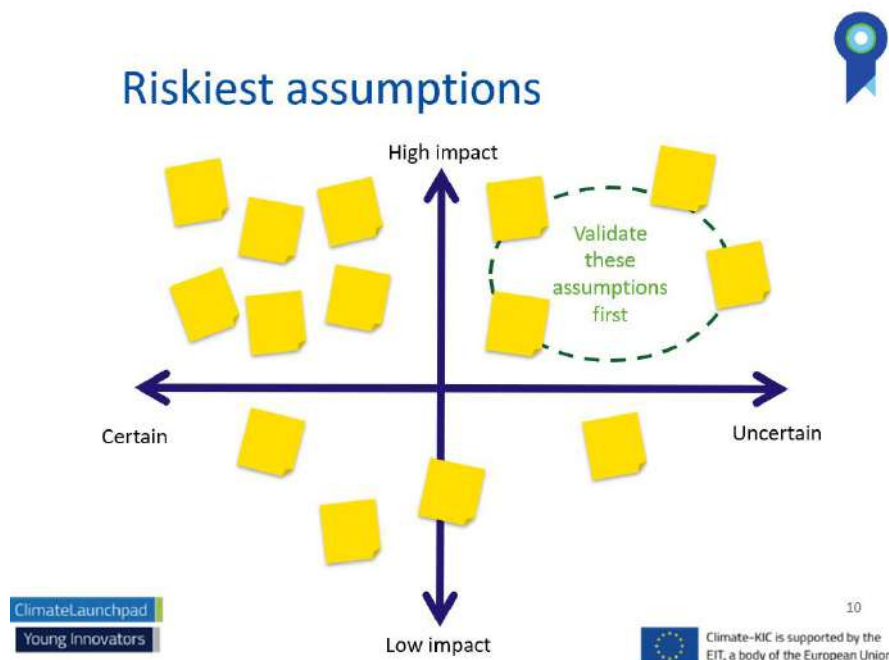 Riskiest assumptions
High impact
Validate
these
assumptions
first
Certain
Uncertain
Low impact
ClimateLaunchpad
Young Innovators
10
Climate-KIC is supported by the
EIT, a body of the European Union